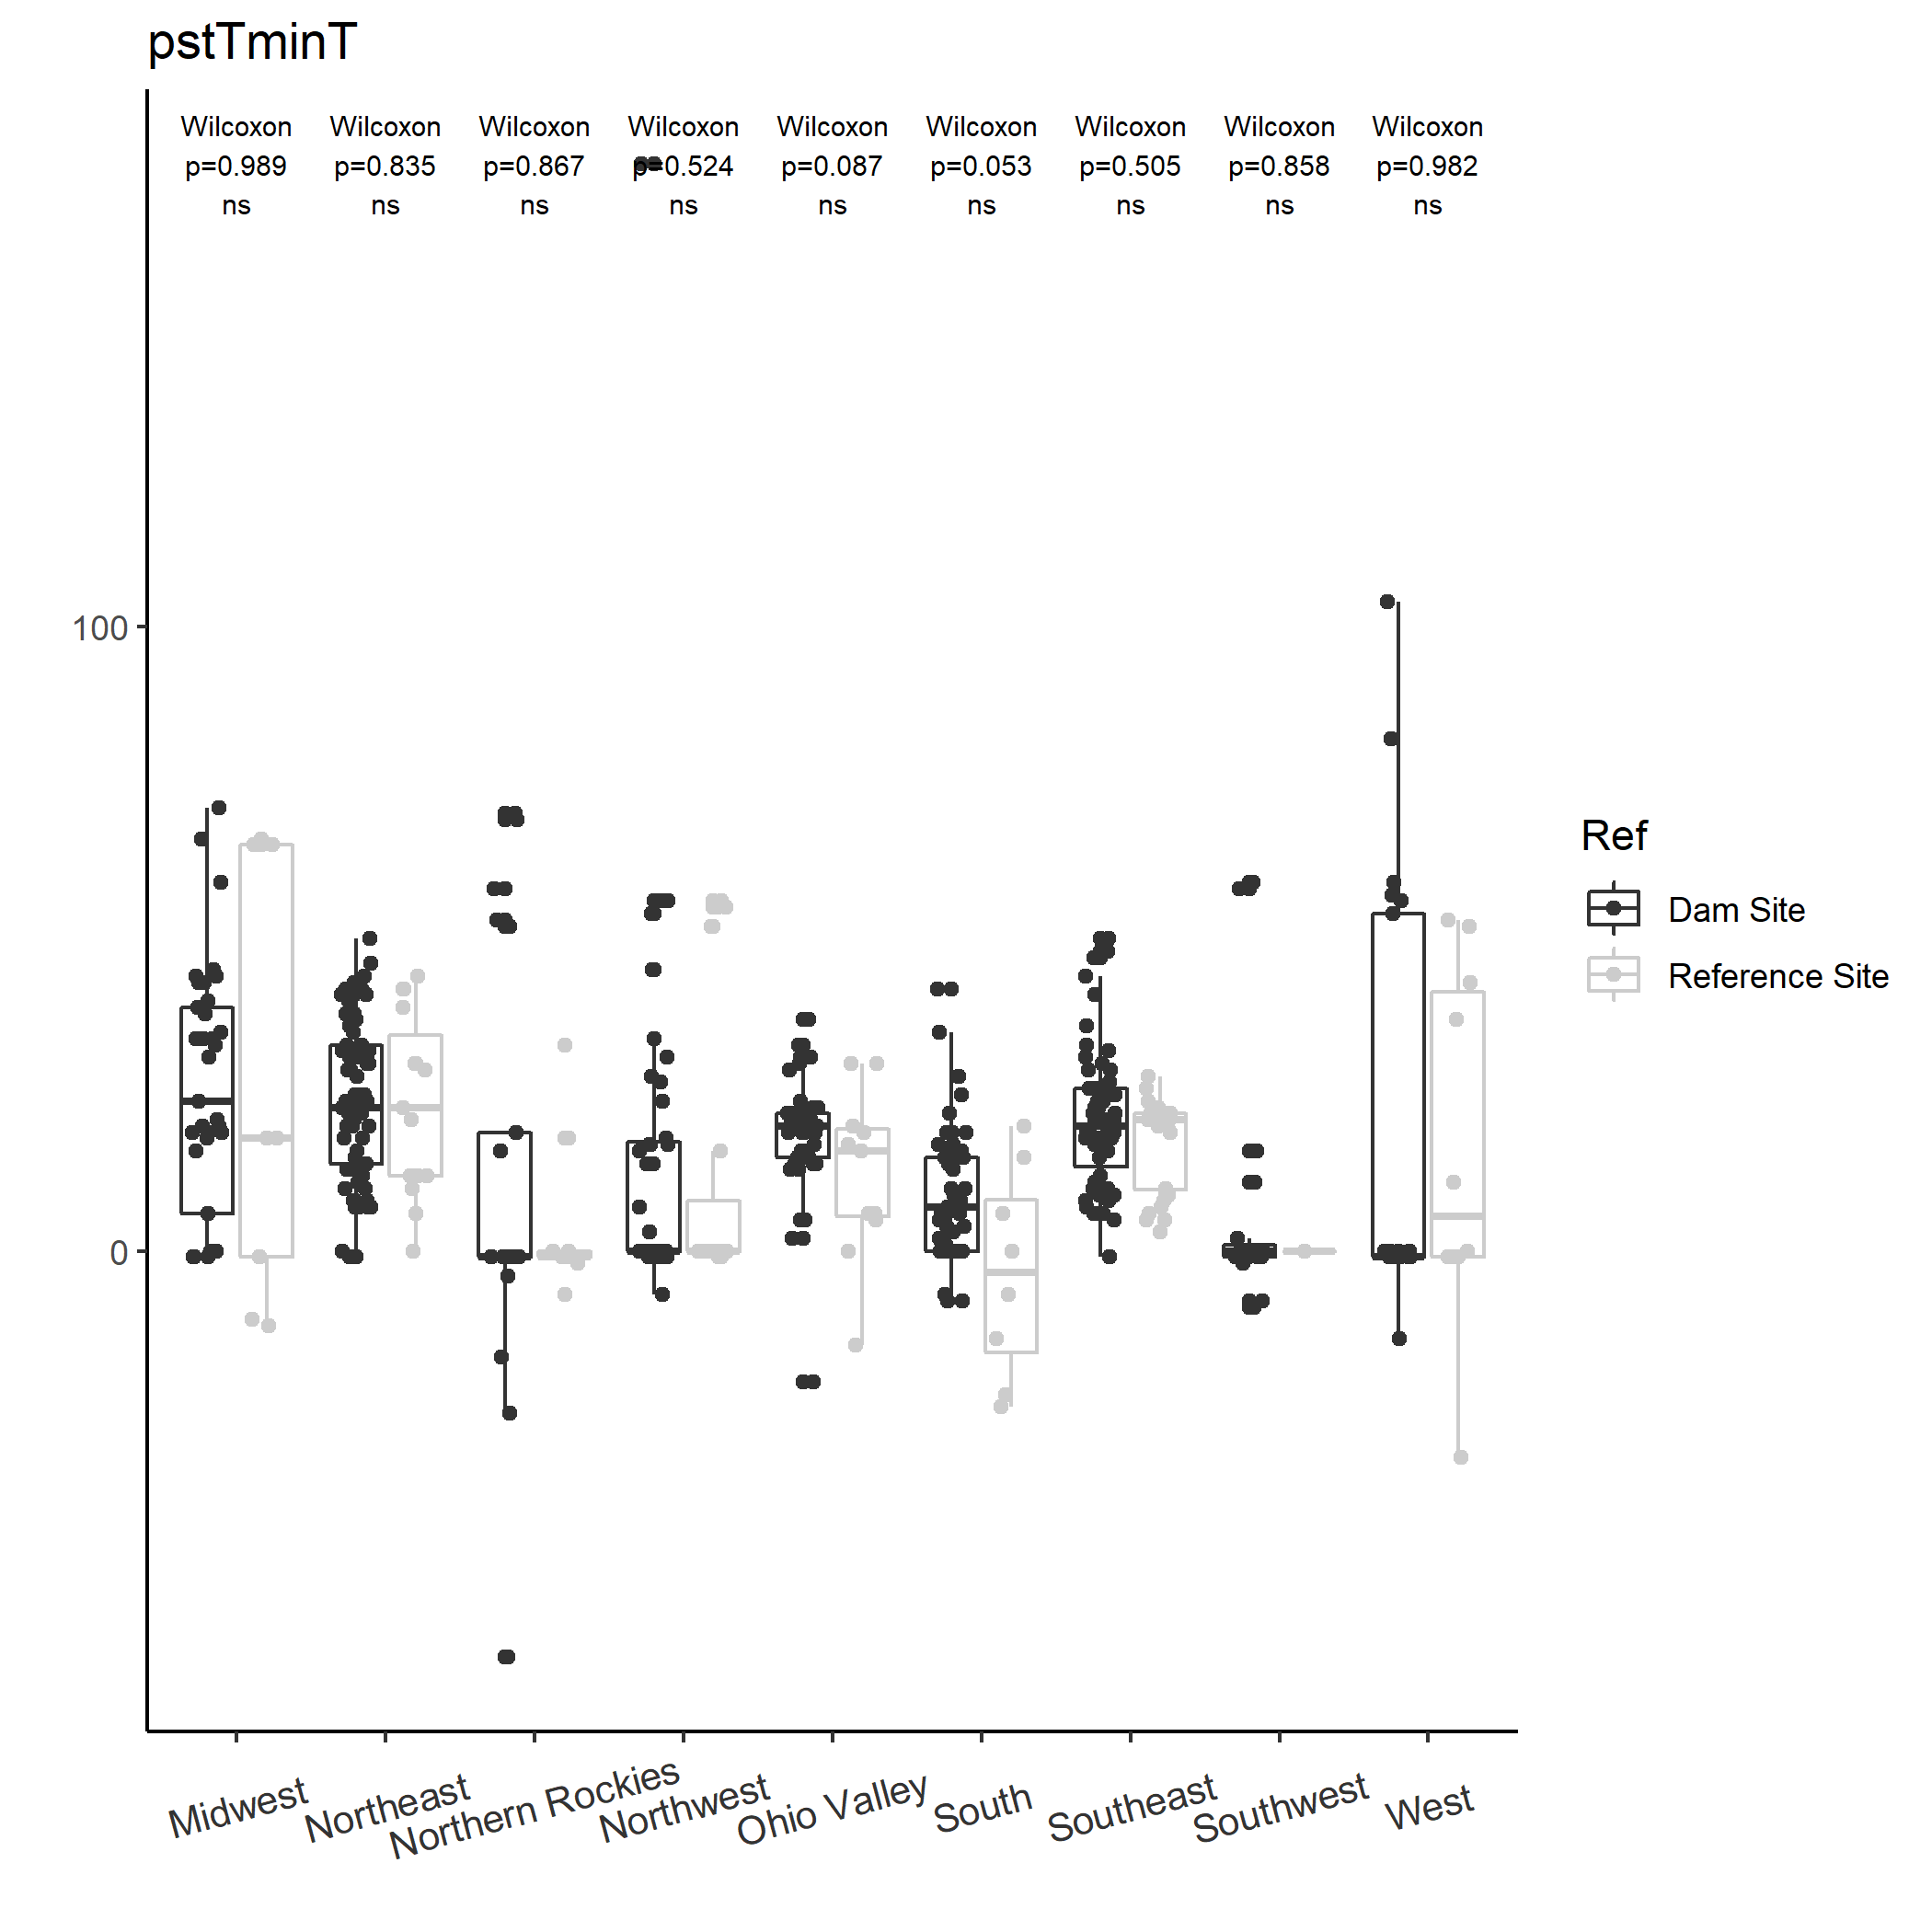 pstTminT
Wilcoxon Wilcoxon Wilcoxon Wilcoxon Wilcoxon Wilcoxon Wilcoxon Wilcoxon Wilcoxon
p=0.989 p=0.835 p=0.867 p=0.524 p=0.087 p=0.053 p=0.505 p=0.858 p=0.982
ns ns ns ns ns ns ns ns ns
100
0
Ref
Dam Site
Reference Site
Midwest Northeast Northern Rockies Northwest Ohio Valley South Southeast Southwest West